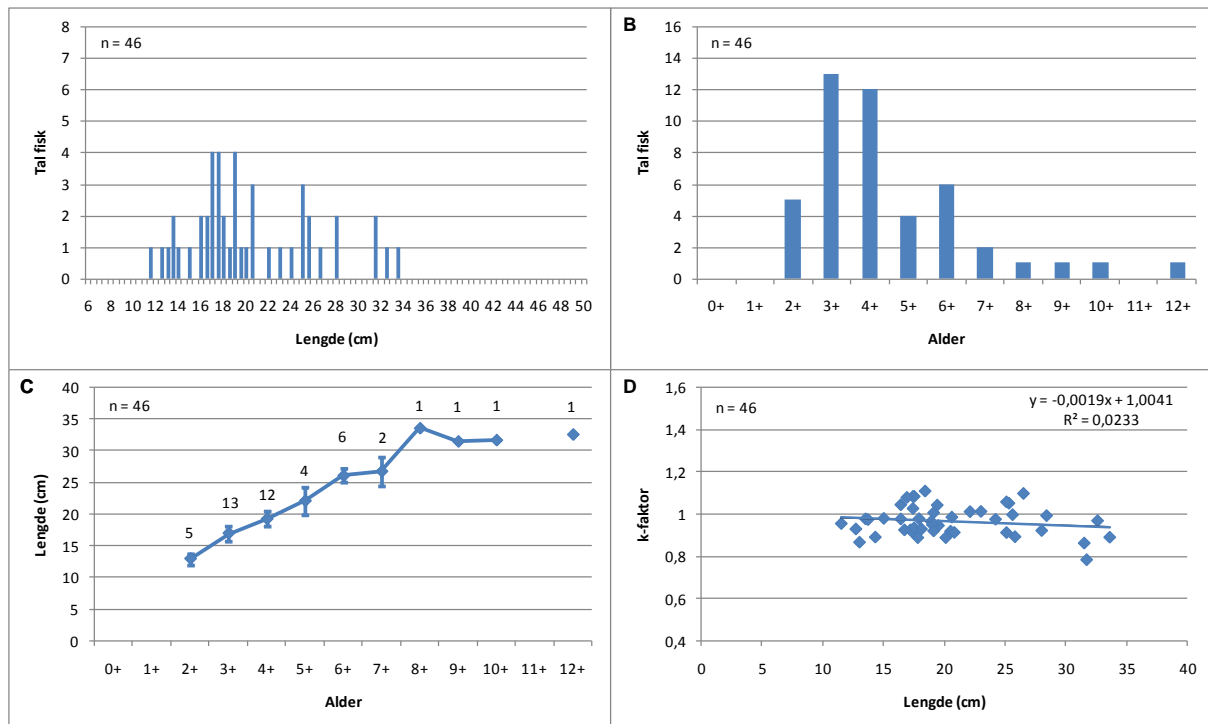 n = 46
Tal fisk
8
7
6
5
4
3
2
1
0
6 8 10 12 14 16 18 20 22 24 26 28 30 32 34 36 38 40 42 44 46 48 50
Lengde (cm)
B
n = 46
Tal fisk
16
14
12
10
8
6
4
2
0
0+ 1+ 2+ 3+ 4+ 5+ 6+ 7+ 8+ 9+ 10+ 11+ 12+
Alder
C
n = 46
Lengde (cm)
40
35
30
25
20
15
10
5
0
5 13 12 4 6 2 1 1 1 1
0+ 1+ 2+ 3+ 4+ 5+ 6+ 7+ 8+ 9+ 10+ 11+ 12+
Alder
D
n = 46
y = -0,0019x + 1,0041
R² = 0,0233
k-faktor
1,6
1,4
1,2
1
0,8
0,6
0,4
0 5 10 15 20 25 30 35 40
Lengde (cm)